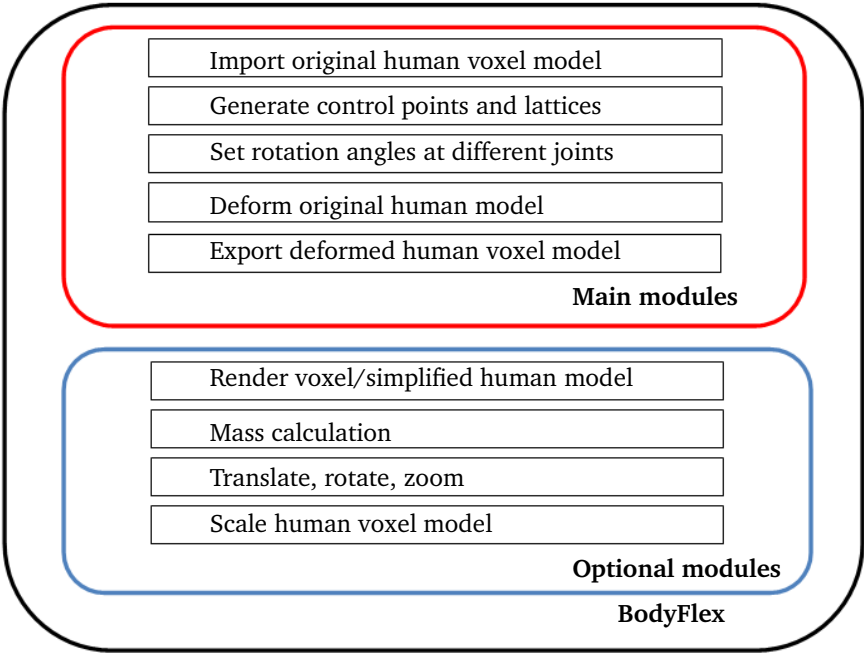 Import original human voxel model
Generate control points and lattices
Set rotation angles at different joints
Deform original human model
Export deformed human voxel model
Main modules
Render voxel/simplified human model
Mass calculation
Translate, rotate, zoom
Scale human voxel model
Optional modules
BodyFlex